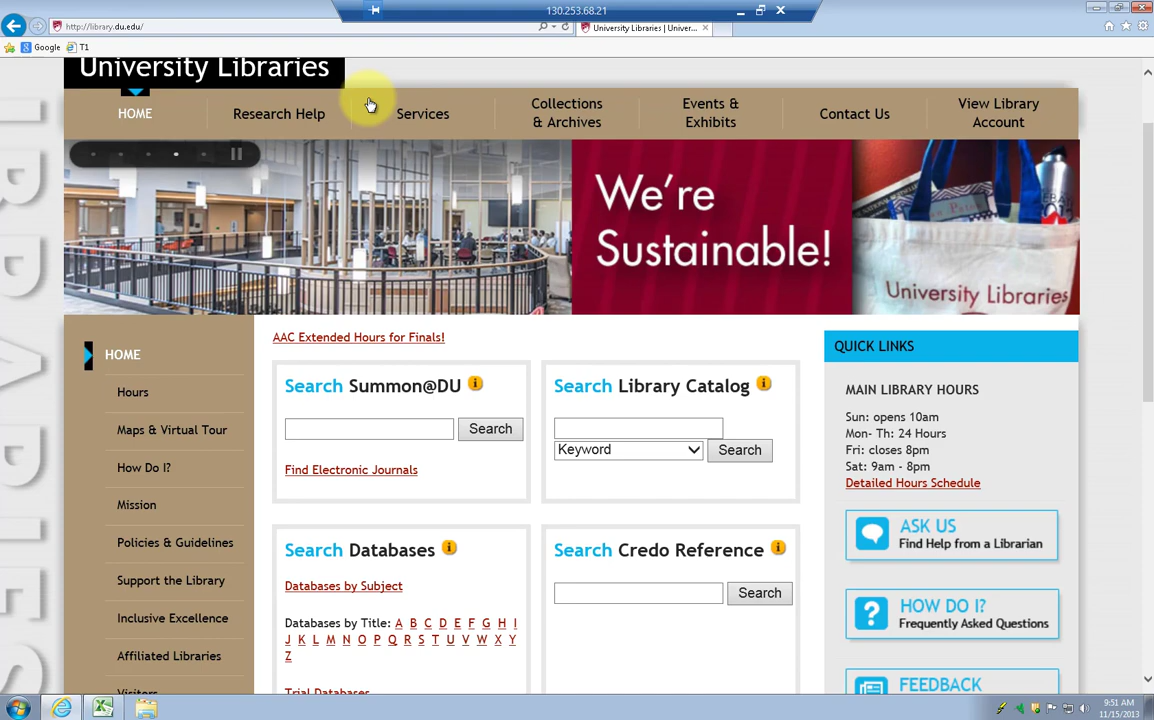 130.253.68.21
http://library.du.edu/
University Libraries | Univer...
Google T1
University Libraries
HOME
Research Help
Services
Collections
& Archives
Events &
Exhibits
Contact Us
View Library
Account
We're
Sustainable!
University Libraries
HOME
Hours
Maps & Virtual Tour
How Do I?
Mission
Policies & Guidelines
Support the Library
Inclusive Excellence
Affiliated Libraries
Visitors
AAC Extended Hours for Finals!
Search Summon@DU
Search
Find Electronic Journals
Search Library Catalog
Keyword
Search
Search Databases
Databases by Subject
Databases by Title: A B C D E F G H I
J K L M N O P Q R S T U V W X Y
Z
Trial Databases
Search Credo Reference
Search
QUICK LINKS
MAIN LIBRARY HOURS
Sun: opens 10am
Mon- Th: 24 Hours
Fri: closes 8pm
Sat: 9am - 8pm
Detailed Hours Schedule
ASK US
Find Help from a Librarian
HOW DO I?
Frequently Asked Questions
FEEDBACK
9:51 AM
11/15/2013